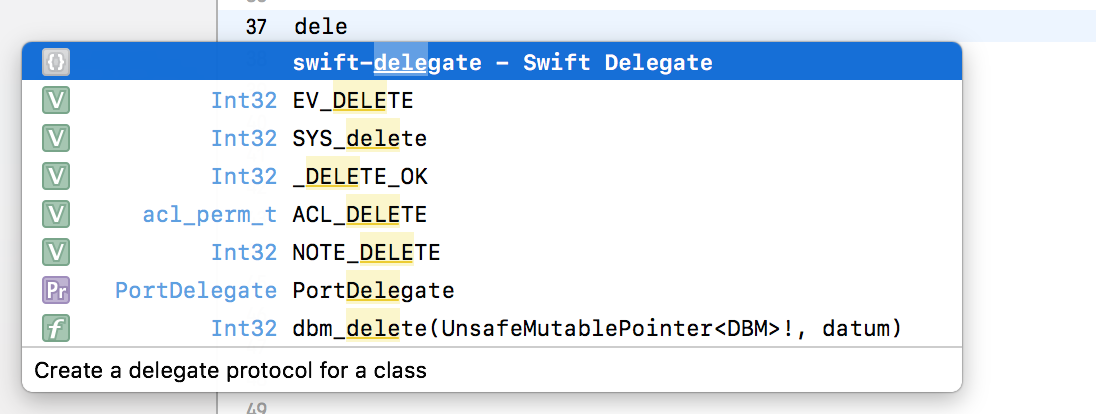 37 dele
{} swift-delegate – Swift Delegate
V Int32 EV_DELETE
V Int32 SYS_delete
V Int32 _DELETE_OK
V acl_perm_t ACL_DELETE
V Int32 NOTE_DELETE
Pr PortDelegate PortDelegate
f Int32 dbm_delete(UnsafeMutablePointer<DBM>!, datum)
Create a delegate protocol for a class
49